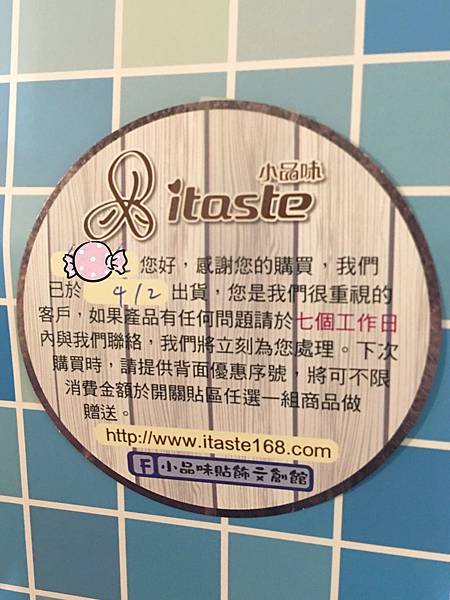 小品味
itaste
您好，感謝您的購買，我們
已於 4/2 出貨，您是我們很重視的
客戶，如果產品有任何問題請於七個工作日
內與我們聯絡，我們將立刻為您處理。下次
購買時，請提供背面優惠序號，將可不限
消費金額於開關貼區任選一組商品做
贈送。
http://www.itaste168.com
F 小品味貼飾文創館